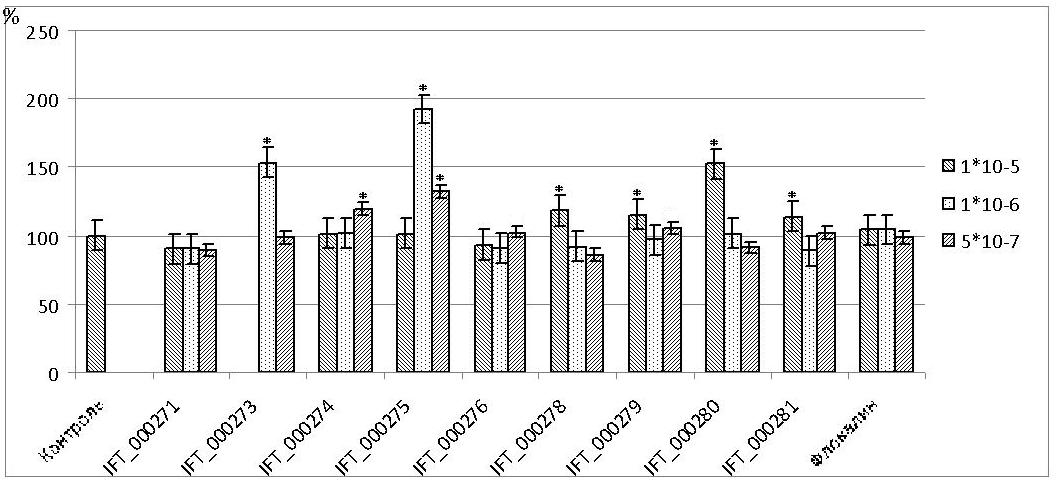 %
250
200
150
100
50
0
*
*
*
*
*
*
*
*
1*10-5
1*10-6
5*10-7
Контроль
IFT_000271
IFT_000273
IFT_000274
IFT_000275
IFT_000276
IFT_000278
IFT_000279
IFT_000280
IFT_000281
Флокалин